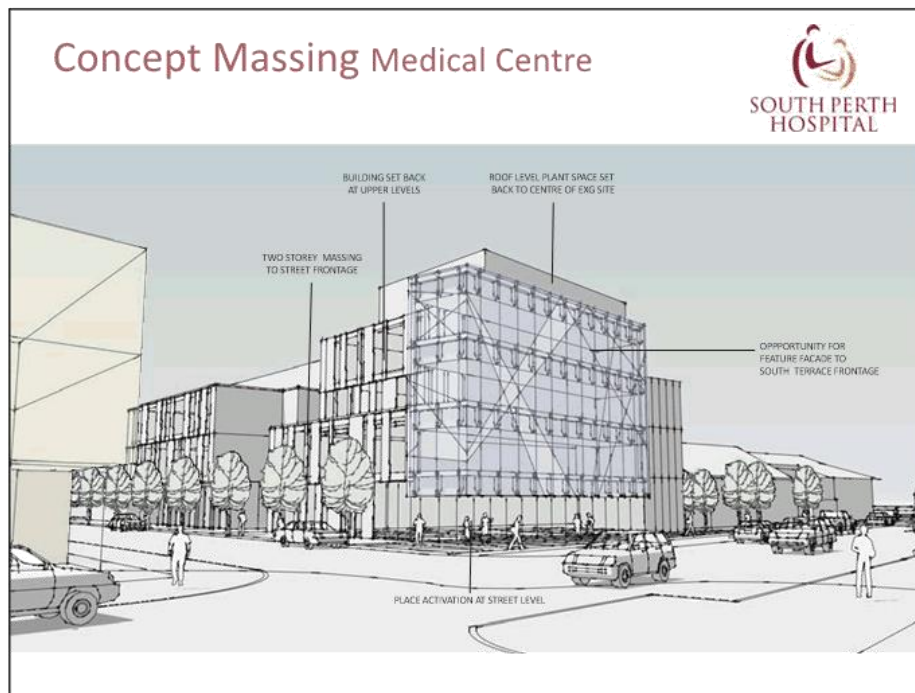 Concept Massing Medical Centre
SOUTH PERTH
HOSPITAL
BUILDING SET BACK
AT UPPER LEVELS
ROOF LEVEL PLANT SPACE SET
BACK TO CENTRE OF EXG SITE
TWO STOREY MASSING
TO STREET FRONTAGE
OPPPORTUNITY FOR
FEATURE FACADE TO
SOUTH TERRACE FRONTAGE
PLACE ACTIVATION AT STREET LEVEL